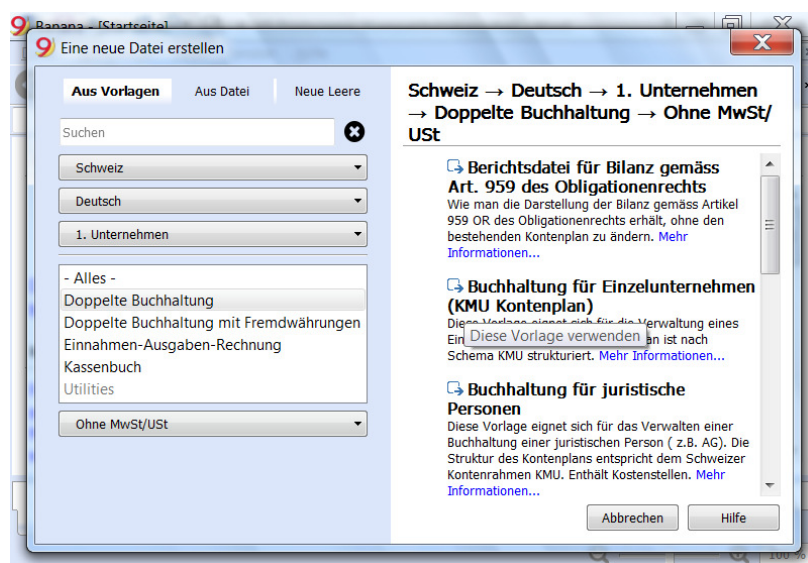 Banana - [Startseite]
Eine neue Datei erstellen
Aus Vorlagen
Aus Datei
Neue Leere
Suchen
Schweiz
Deutsch
1. Unternehmen
- Alles -
Doppelte Buchhaltung
Doppelte Buchhaltung mit Fremdwährungen
Einnahmen-Ausgaben-Rechnung
Kassenbuch
Utilities
Ohne MwSt/USt
Schweiz → Deutsch → 1. Unternehmen
→ Doppelte Buchhaltung → Ohne MwSt/
USt
Berichtsdatei für Bilanz gemäss
Art. 959 des Obligationenrechts
Wie man die Darstellung der Bilanz gemäss Artikel
959 OR des Obligationenrechts erhält, ohne den
bestehenden Kontenplan zu ändern. Mehr
Informationen...
Buchhaltung für Einzelunternehmen
(KMU Kontenplan)
Diese Vorlage eignet sich für die Verwaltung eines
Diese Vorlage verwenden
an ist nach
Schema KMU strukturiert. Mehr Informationen...
Buchhaltung für juristische
Personen
Diese Vorlage eignet sich für das Verwalten einer
Buchhaltung einer juristischen Person ( z.B. AG). Die
Struktur des Kontenplans entspricht dem Schweizer
Kontenrahmen KMU. Enthält Kostenstellen. Mehr
Informationen...
Abbrechen
Hilfe
100 %